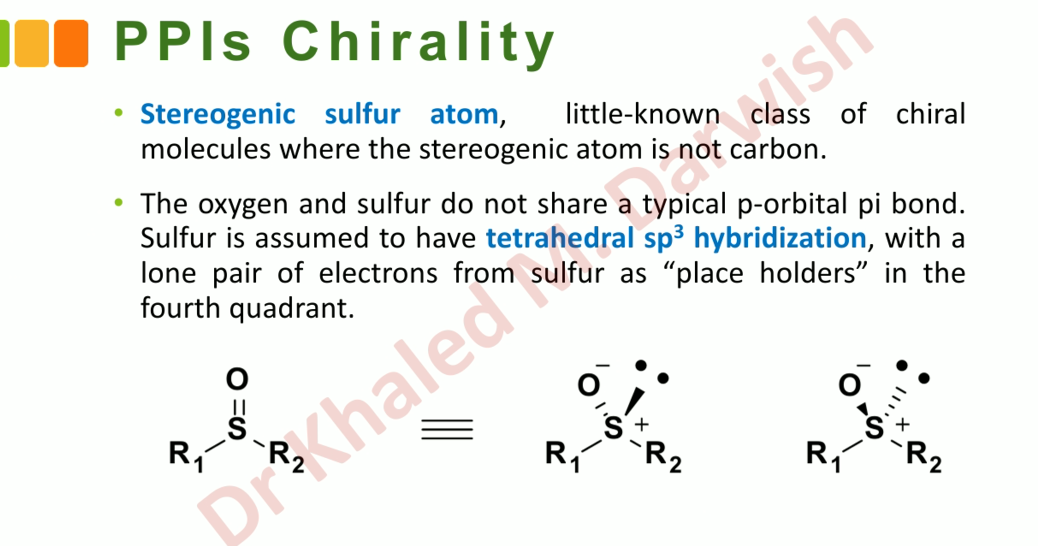 PPIs Chirality
• Stereogenic sulfur atom, little-known class of chiral
molecules where the stereogenic atom is not carbon.
• The oxygen and sulfur do not share a typical p-orbital pi bond.
Sulfur is assumed to have tetrahedral sp³ hybridization, with a
lone pair of electrons from sulfur as “place holders” in the
fourth quadrant.
O O⁻ O⁻
S S + S +
R₁ R₂ R₁ R₂ R₁ R₂
Dr Khaled M. Darwish